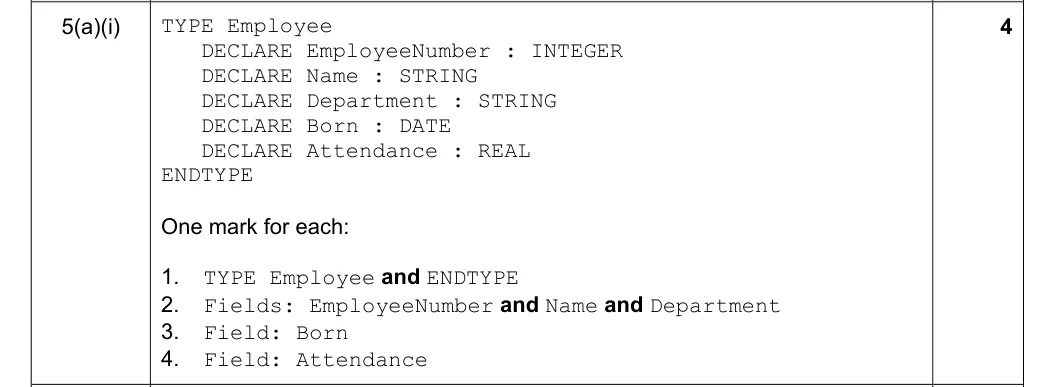 5(a)(i)
TYPE Employee
DECLARE EmployeeNumber : INTEGER
DECLARE Name : STRING
DECLARE Department : STRING
DECLARE Born : DATE
DECLARE Attendance : REAL
ENDTYPE
One mark for each:
1. TYPE Employee and ENDTYPE
2. Fields: EmployeeNumber and Name and Department
3. Field: Born
4. Field: Attendance
4